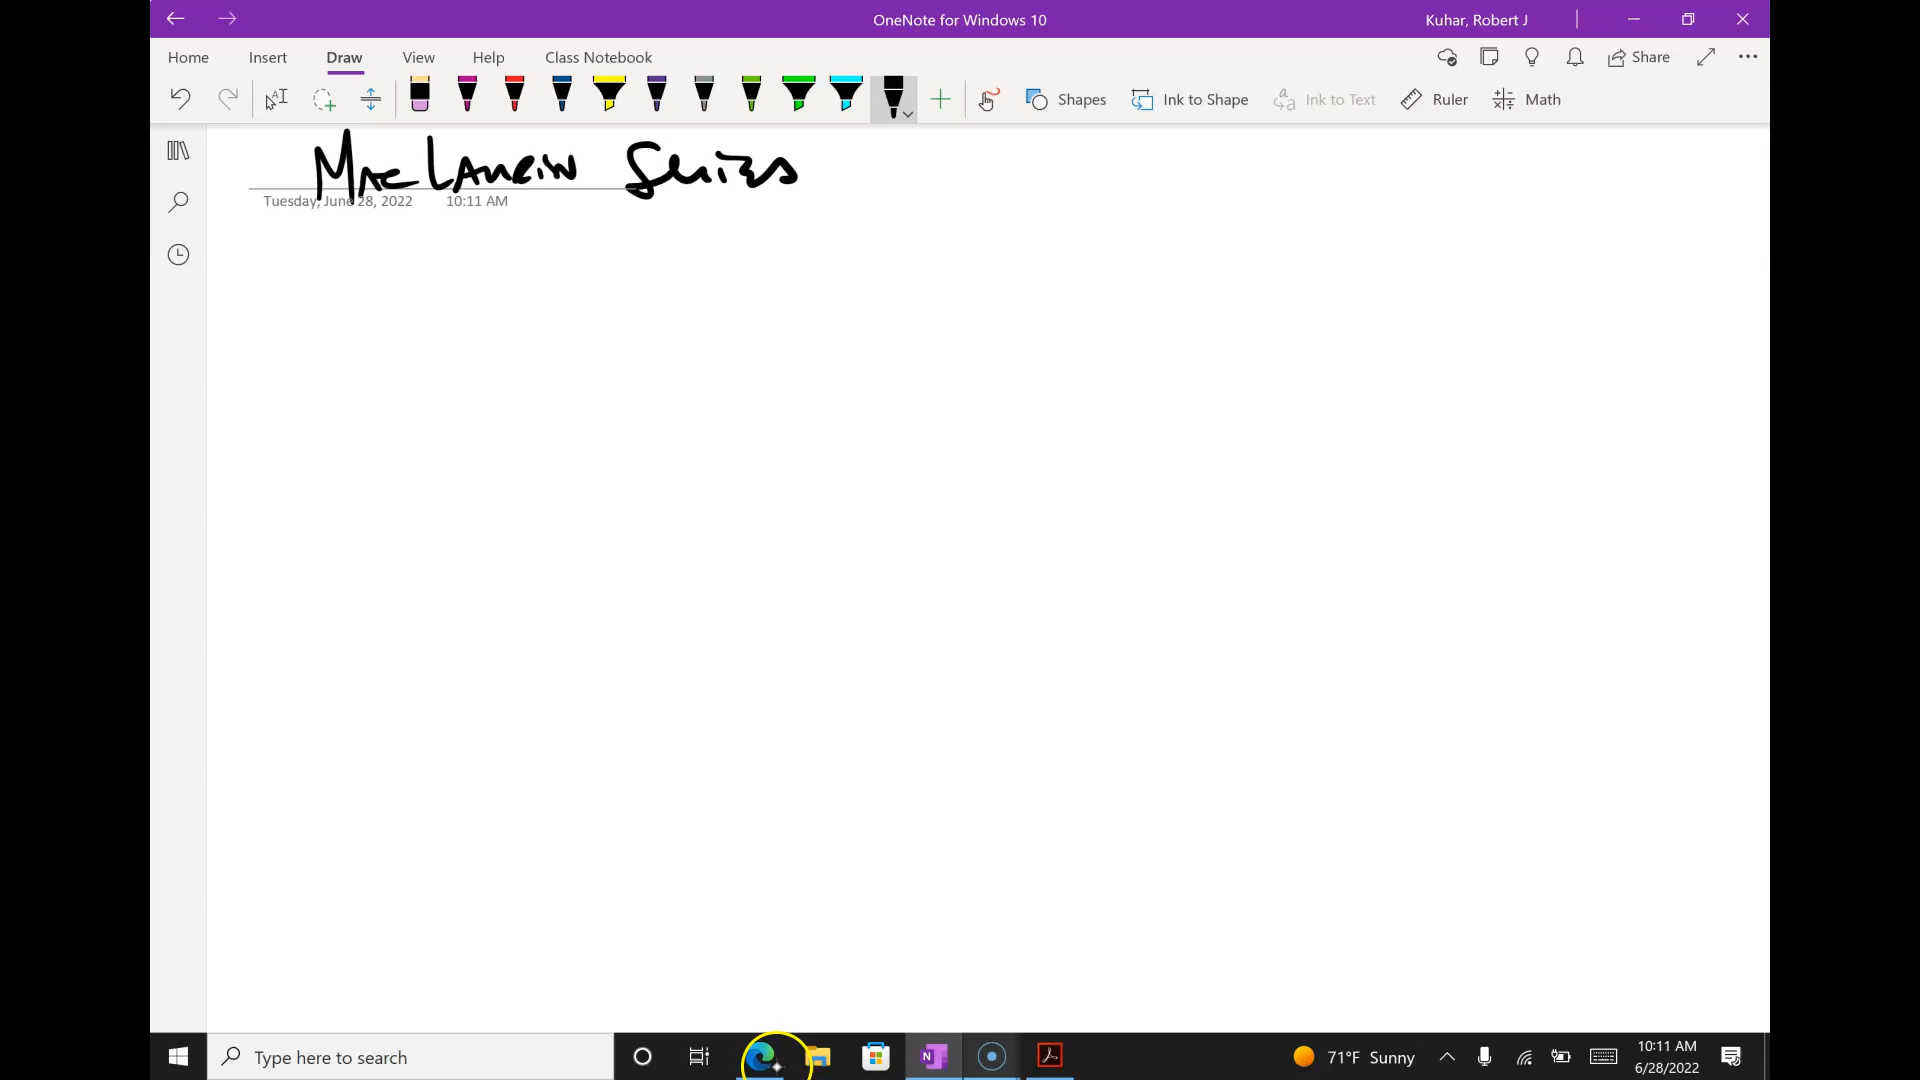 OneNote for Windows 10 Kuhar, Robert J
Home Insert Draw View Help Class Notebook Share
Shapes Ink to Shape Ink to Text Ruler Math
MacLaurin Series
Tuesday, June 28, 2022 10:11 AM
Type here to search 71°F Sunny 10:11 AM
6/28/2022